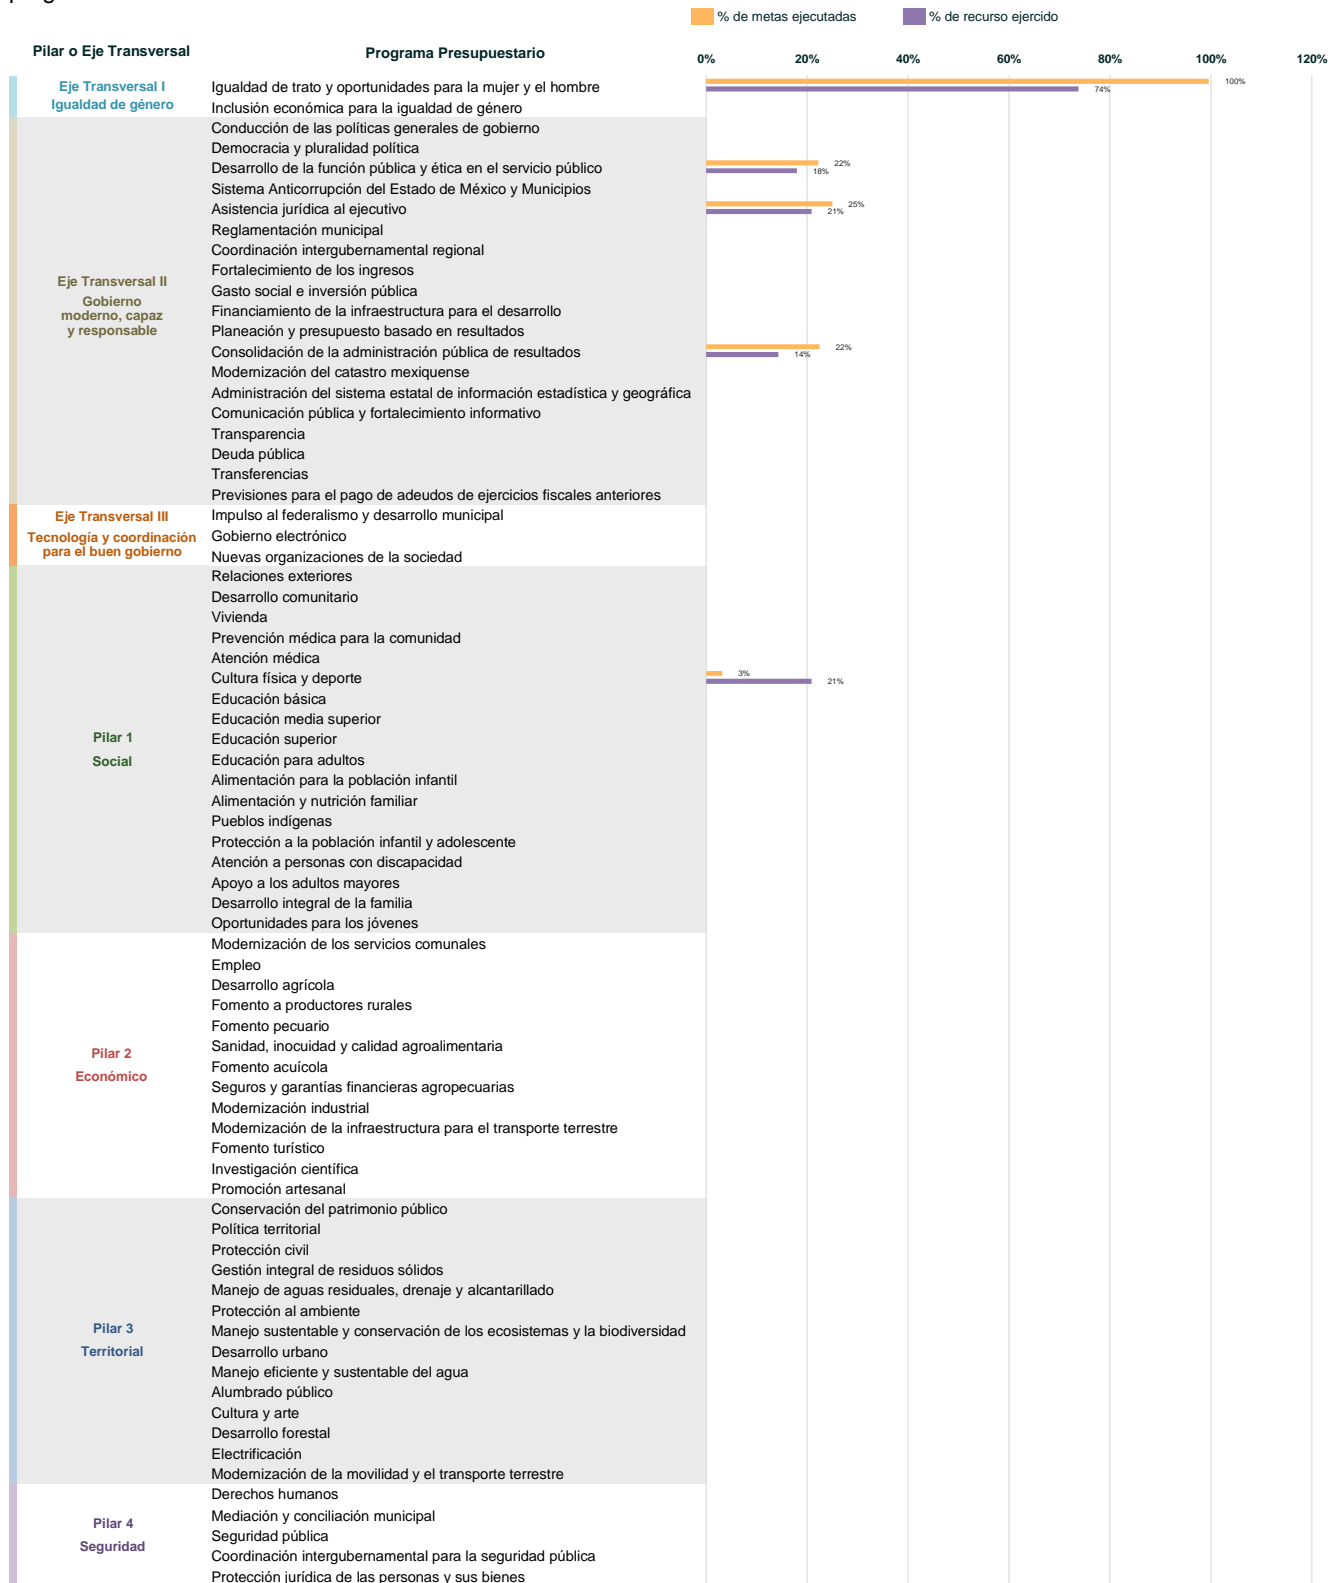 % de metas ejecutadas
% de recurso ejercido
Pilar o Eje Transversal
Programa Presupuestario
0% 20% 40% 60% 80% 100% 120%
Eje Transversal I
Igualdad de género
Igualdad de trato y oportunidades para la mujer y el hombre
100%
74%
Inclusión económica para la igualdad de género
Eje Transversal II
Gobierno
moderno, capaz
y responsable
Conducción de las políticas generales de gobierno
Democracia y pluralidad política
Desarrollo de la función pública y ética en el servicio público
22%
18%
Sistema Anticorrupción del Estado de México y Municipios
Asistencia jurídica al ejecutivo
25%
21%
Reglamentación municipal
Coordinación intergubernamental regional
Fortalecimiento de los ingresos
Gasto social e inversión pública
Financiamiento de la infraestructura para el desarrollo
Planeación y presupuesto basado en resultados
Consolidación de la administración pública de resultados
22%
14%
Modernización del catastro mexiquense
Administración del sistema estatal de información estadística y geográfica
Comunicación pública y fortalecimiento informativo
Transparencia
Deuda pública
Transferencias
Previsiones para el pago de adeudos de ejercicios fiscales anteriores
Eje Transversal III
Tecnología y coordinación
para el buen gobierno
Impulso al federalismo y desarrollo municipal
Gobierno electrónico
Nuevas organizaciones de la sociedad
Pilar 1
Social
Relaciones exteriores
Desarrollo comunitario
Vivienda
Prevención médica para la comunidad
Atención médica
Cultura física y deporte
3%
21%
Educación básica
Educación media superior
Educación superior
Educación para adultos
Alimentación para la población infantil
Alimentación y nutrición familiar
Pueblos indígenas
Protección a la población infantil y adolescente
Atención a personas con discapacidad
Apoyo a los adultos mayores
Desarrollo integral de la familia
Oportunidades para los jóvenes
Pilar 2
Económico
Modernización de los servicios comunales
Empleo
Desarrollo agrícola
Fomento a productores rurales
Fomento pecuario
Sanidad, inocuidad y calidad agroalimentaria
Fomento acuícola
Seguros y garantías financieras agropecuarias
Modernización industrial
Modernización de la infraestructura para el transporte terrestre
Fomento turístico
Investigación científica
Promoción artesanal
Pilar 3
Territorial
Conservación del patrimonio público
Política territorial
Protección civil
Gestión integral de residuos sólidos
Manejo de aguas residuales, drenaje y alcantarillado
Protección al ambiente
Manejo sustentable y conservación de los ecosistemas y la biodiversidad
Desarrollo urbano
Manejo eficiente y sustentable del agua
Alumbrado público
Cultura y arte
Desarrollo forestal
Electrificación
Modernización de la movilidad y el transporte terrestre
Pilar 4
Seguridad
Derechos humanos
Mediación y conciliación municipal
Seguridad pública
Coordinación intergubernamental para la seguridad pública
Protección jurídica de las personas y sus bienes